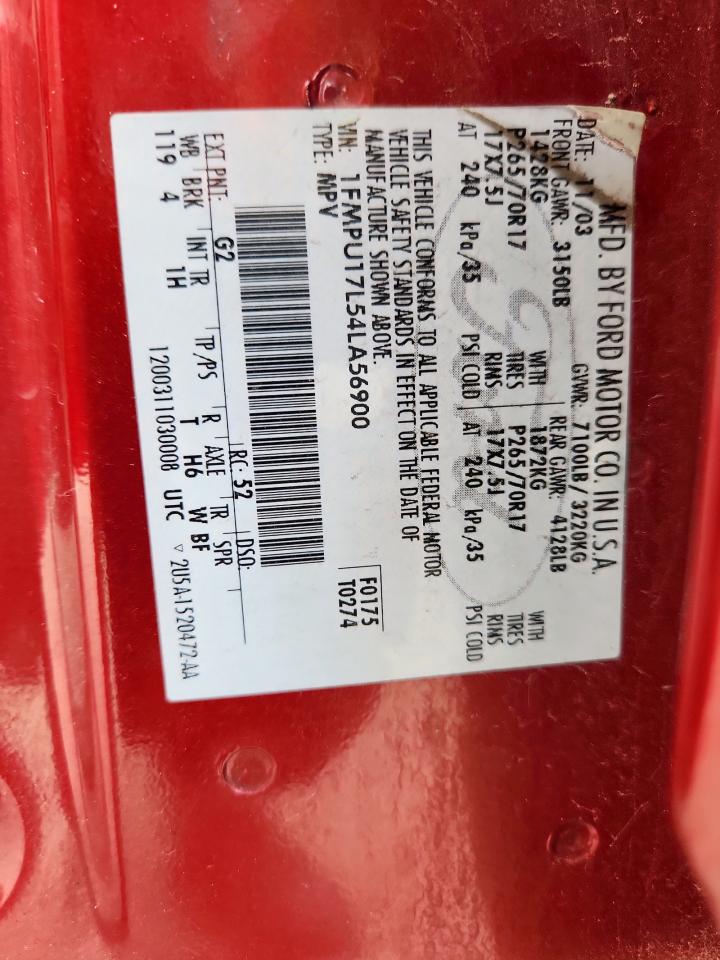 MFD. BY FORD MOTOR CO. IN U.S.A.
DATE: 11/03 GVWR: 7100LB / 3220KG
FRONT GAWR: 3150LB REAR GAWR: 4128LB
1428KG WITH 1872KG WITH
P265/70R17 TIRES P265/70R17 TIRES
17X7.5J RIMS 17X7.5J RIMS
AT 240 kPa/35 PSI COLD AT 240 kPa/35 PSI COLD
THIS VEHICLE CONFORMS TO ALL APPLICABLE FEDERAL MOTOR
VEHICLE SAFETY STANDARDS IN EFFECT ON THE DATE OF
MANUFACTURE SHOWN ABOVE.
VIN: 1FMPU17L54LA56900 F0175
TYPE: MPV T0274
EXT PNT: G2 RC: 52 DSO:
WB BRK INT TR TP/PS R AXLE TR SPR
119 4 1H T H6 W BF
1200311030008 UTC ▽ 2U5A-1520472-AA